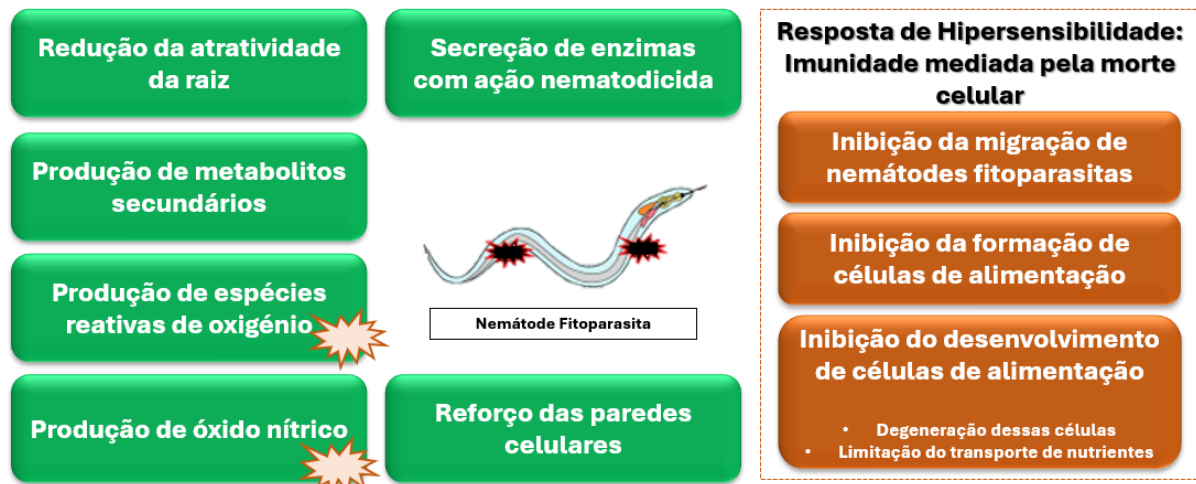 Redução da atratividade
da raiz
Secreção de enzimas
com ação nematodicida
Produção de metabolitos
secundários
Produção de espécies
reativas de oxigénio
Nemátode Fitoparasita
Produção de óxido nítrico
Reforço das paredes
celulares
Resposta de Hipersensibilidade:
Imunidade mediada pela morte
celular
Inibição da migração de
nemátodes fitoparasitas
Inibição da formação de
células de alimentação
Inibição do desenvolvimento
de células de alimentação
• Degeneração dessas células
• Limitação do transporte de nutrientes